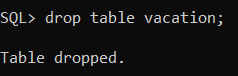 SQL> drop table vacation;
Table dropped.